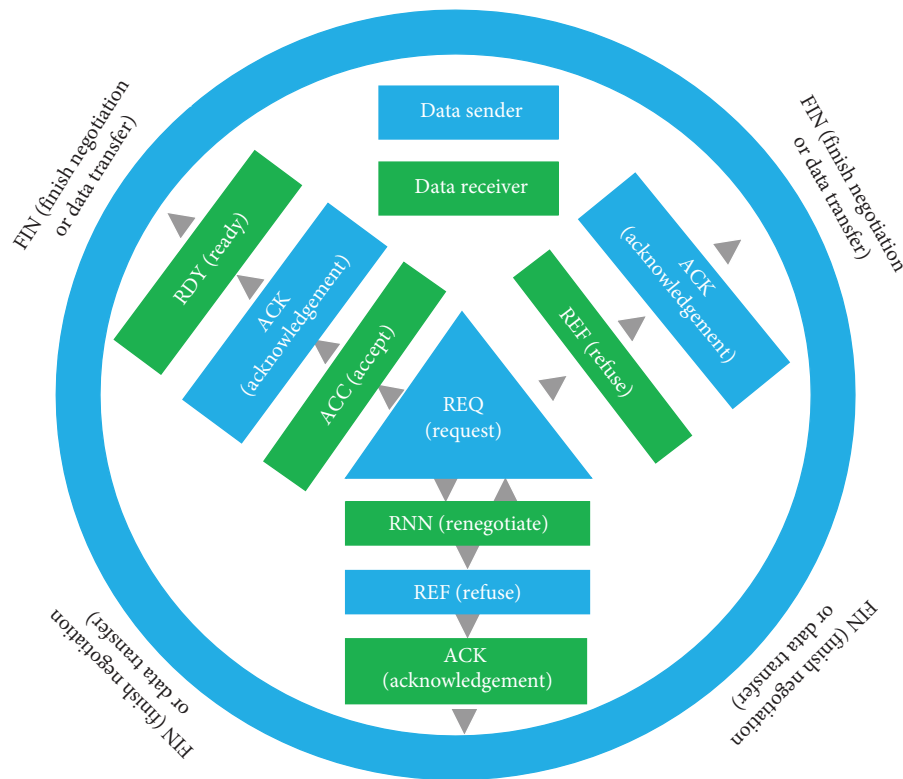 FIN (finish negotiation
or data transfer)
FIN (finish negotiation
or data transfer)
Data sender
Data receiver
RDY (ready)
ACK
(acknowledgement)
ACC (accept)
REQ
(request)
REF (refuse)
ACK
(acknowledgement)
RNN (renegotiate)
REF (refuse)
ACK
(acknowledgement)
FIN (finish negotiation
or data transfer)
FIN (finish negotiation
or data transfer)